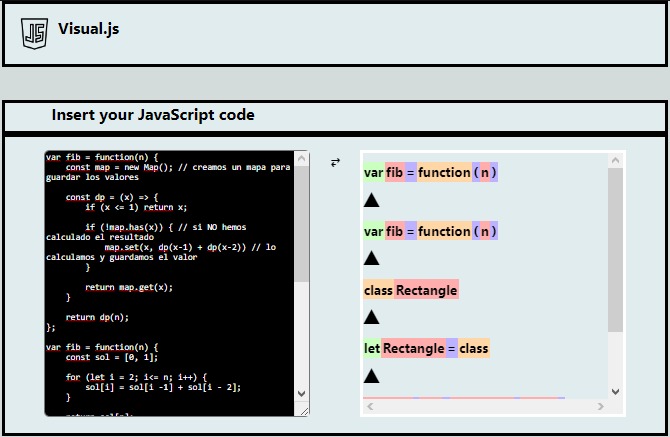 JS
Visual.js
Insert your JavaScript code
var fib = function(n) {
const map = new Map(); // creamos un mapa para
guardar los valores
const dp = (x) => {
if (x <= 1) return x;
if (!map.has(x)) { // si NO hemos
calculado el resultado
map.set(x, dp(x-1) + dp(x-2)) // lo
calculamos y guardamos el valor
}
return map.get(x);
}
return dp(n);
};
var fib = function(n) {
const sol = [0, 1];
for (let i = 2; i<= n; i++) {
sol[i] = sol[i -1] + sol[i - 2];
}
var fib = function ( n )
var fib = function ( n )
class Rectangle
let Rectangle = class